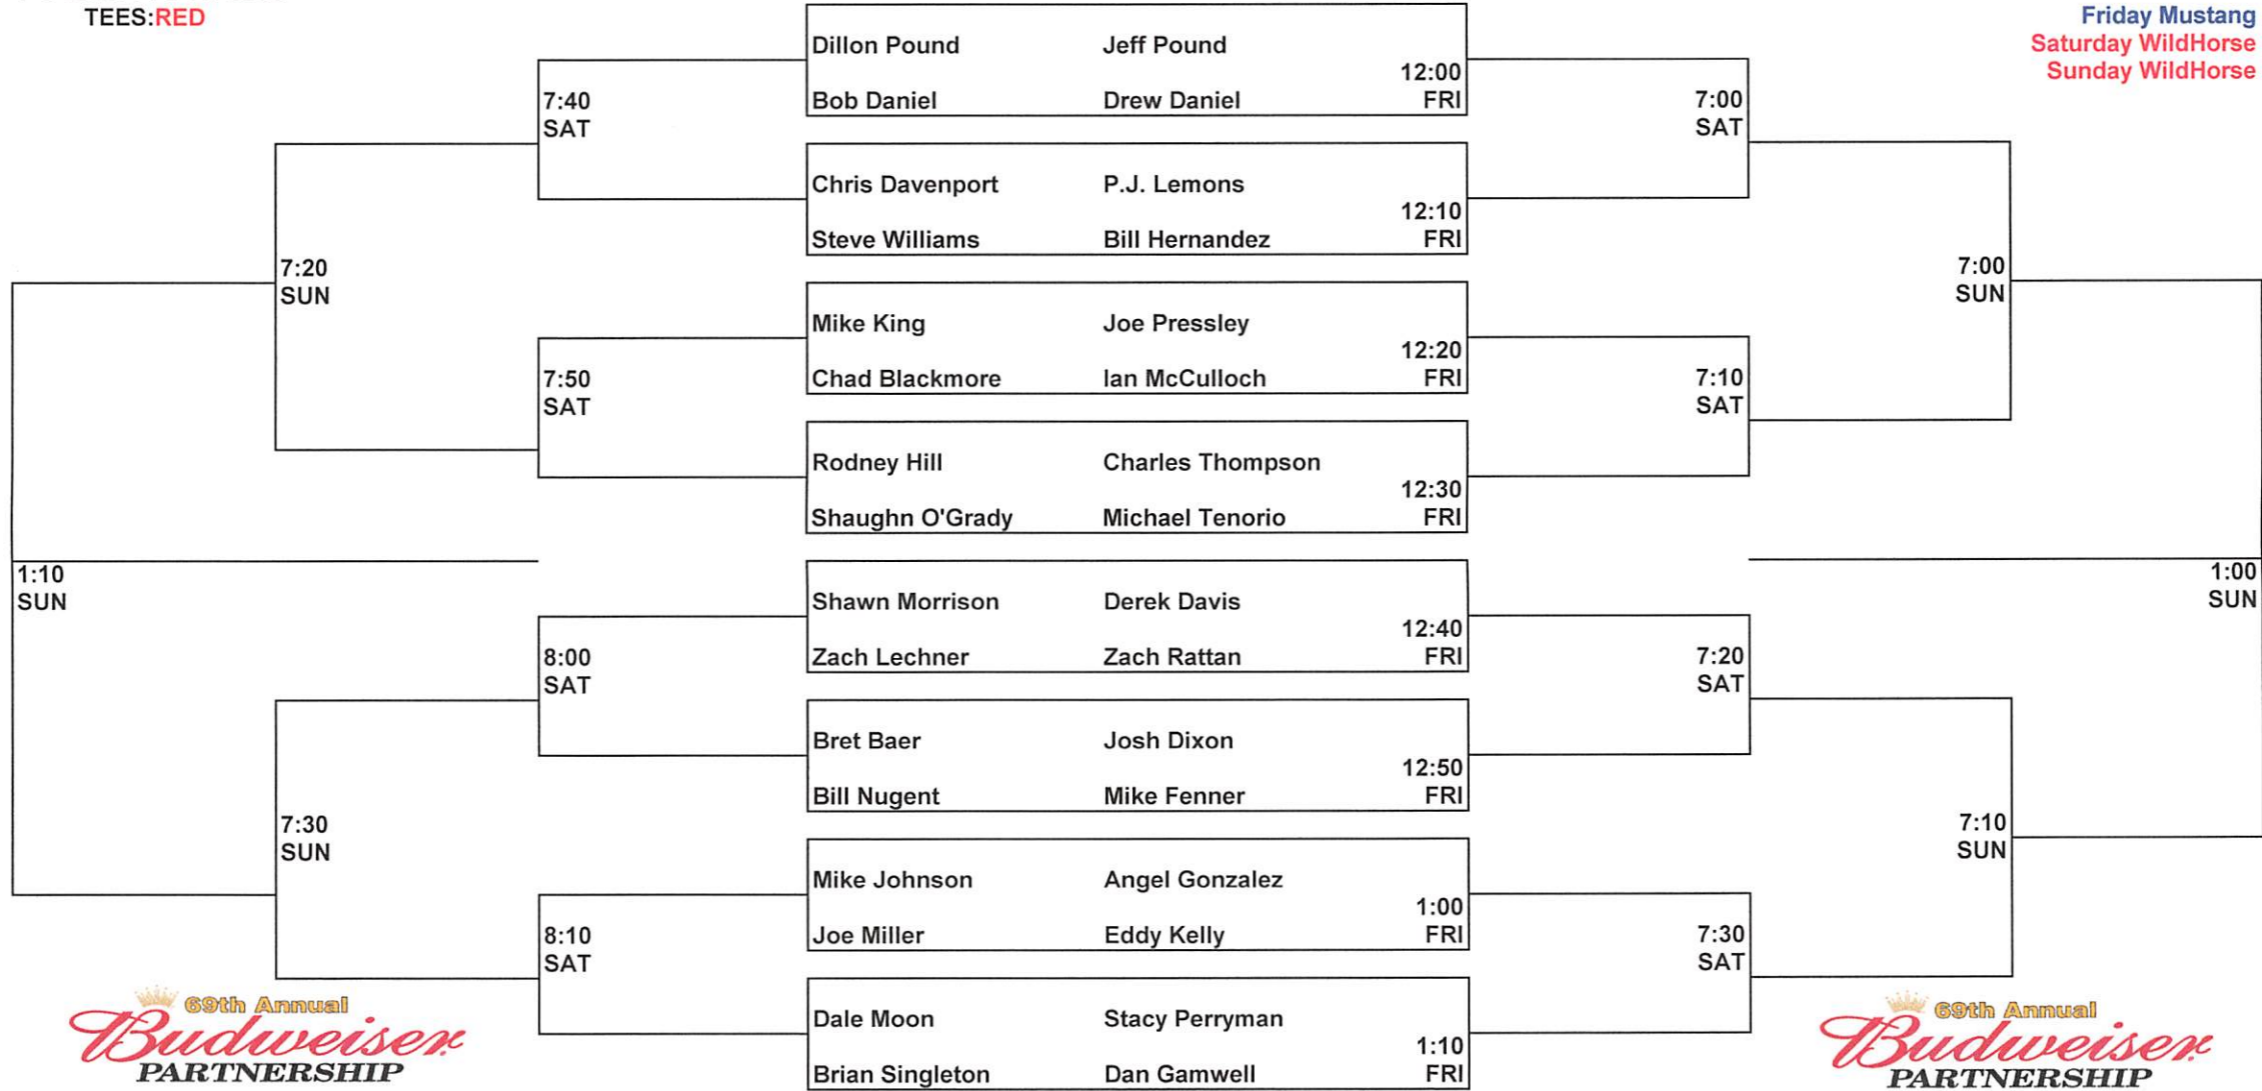 TEES:RED
Friday Mustang
Saturday WildHorse
Sunday WildHorse
Dillon Pound Jeff Pound
12:00
Bob Daniel Drew Daniel FRI
7:40
SAT
7:00
SAT
Chris Davenport P.J. Lemons
12:10
Steve Williams Bill Hernandez FRI
7:20
SUN
7:00
SUN
Mike King Joe Pressley
12:20
Chad Blackmore Ian McCulloch FRI
7:50
SAT
7:10
SAT
Rodney Hill Charles Thompson
12:30
Shaughn O'Grady Michael Tenorio FRI
1:10
SUN
1:00
SUN
Shawn Morrison Derek Davis
12:40
Zach Lechner Zach Rattan FRI
8:00
SAT
7:20
SAT
Bret Baer Josh Dixon
12:50
Bill Nugent Mike Fenner FRI
7:30
SUN
7:10
SUN
Mike Johnson Angel Gonzalez
1:00
Joe Miller Eddy Kelly FRI
8:10
SAT
7:30
SAT
Dale Moon Stacy Perryman
1:10
Brian Singleton Dan Gamwell FRI
69th Annual
Budweiser
PARTNERSHIP
69th Annual
Budweiser
PARTNERSHIP